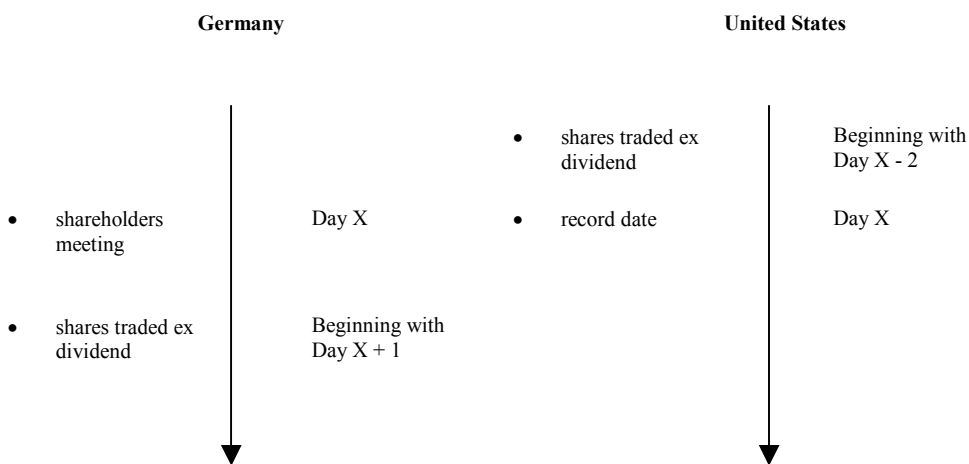 Germany
• shareholders
meeting
Day X
• shares traded ex
dividend
Beginning with
Day X + 1
United States
• shares traded ex
dividend
Beginning with
Day X - 2
• record date
Day X